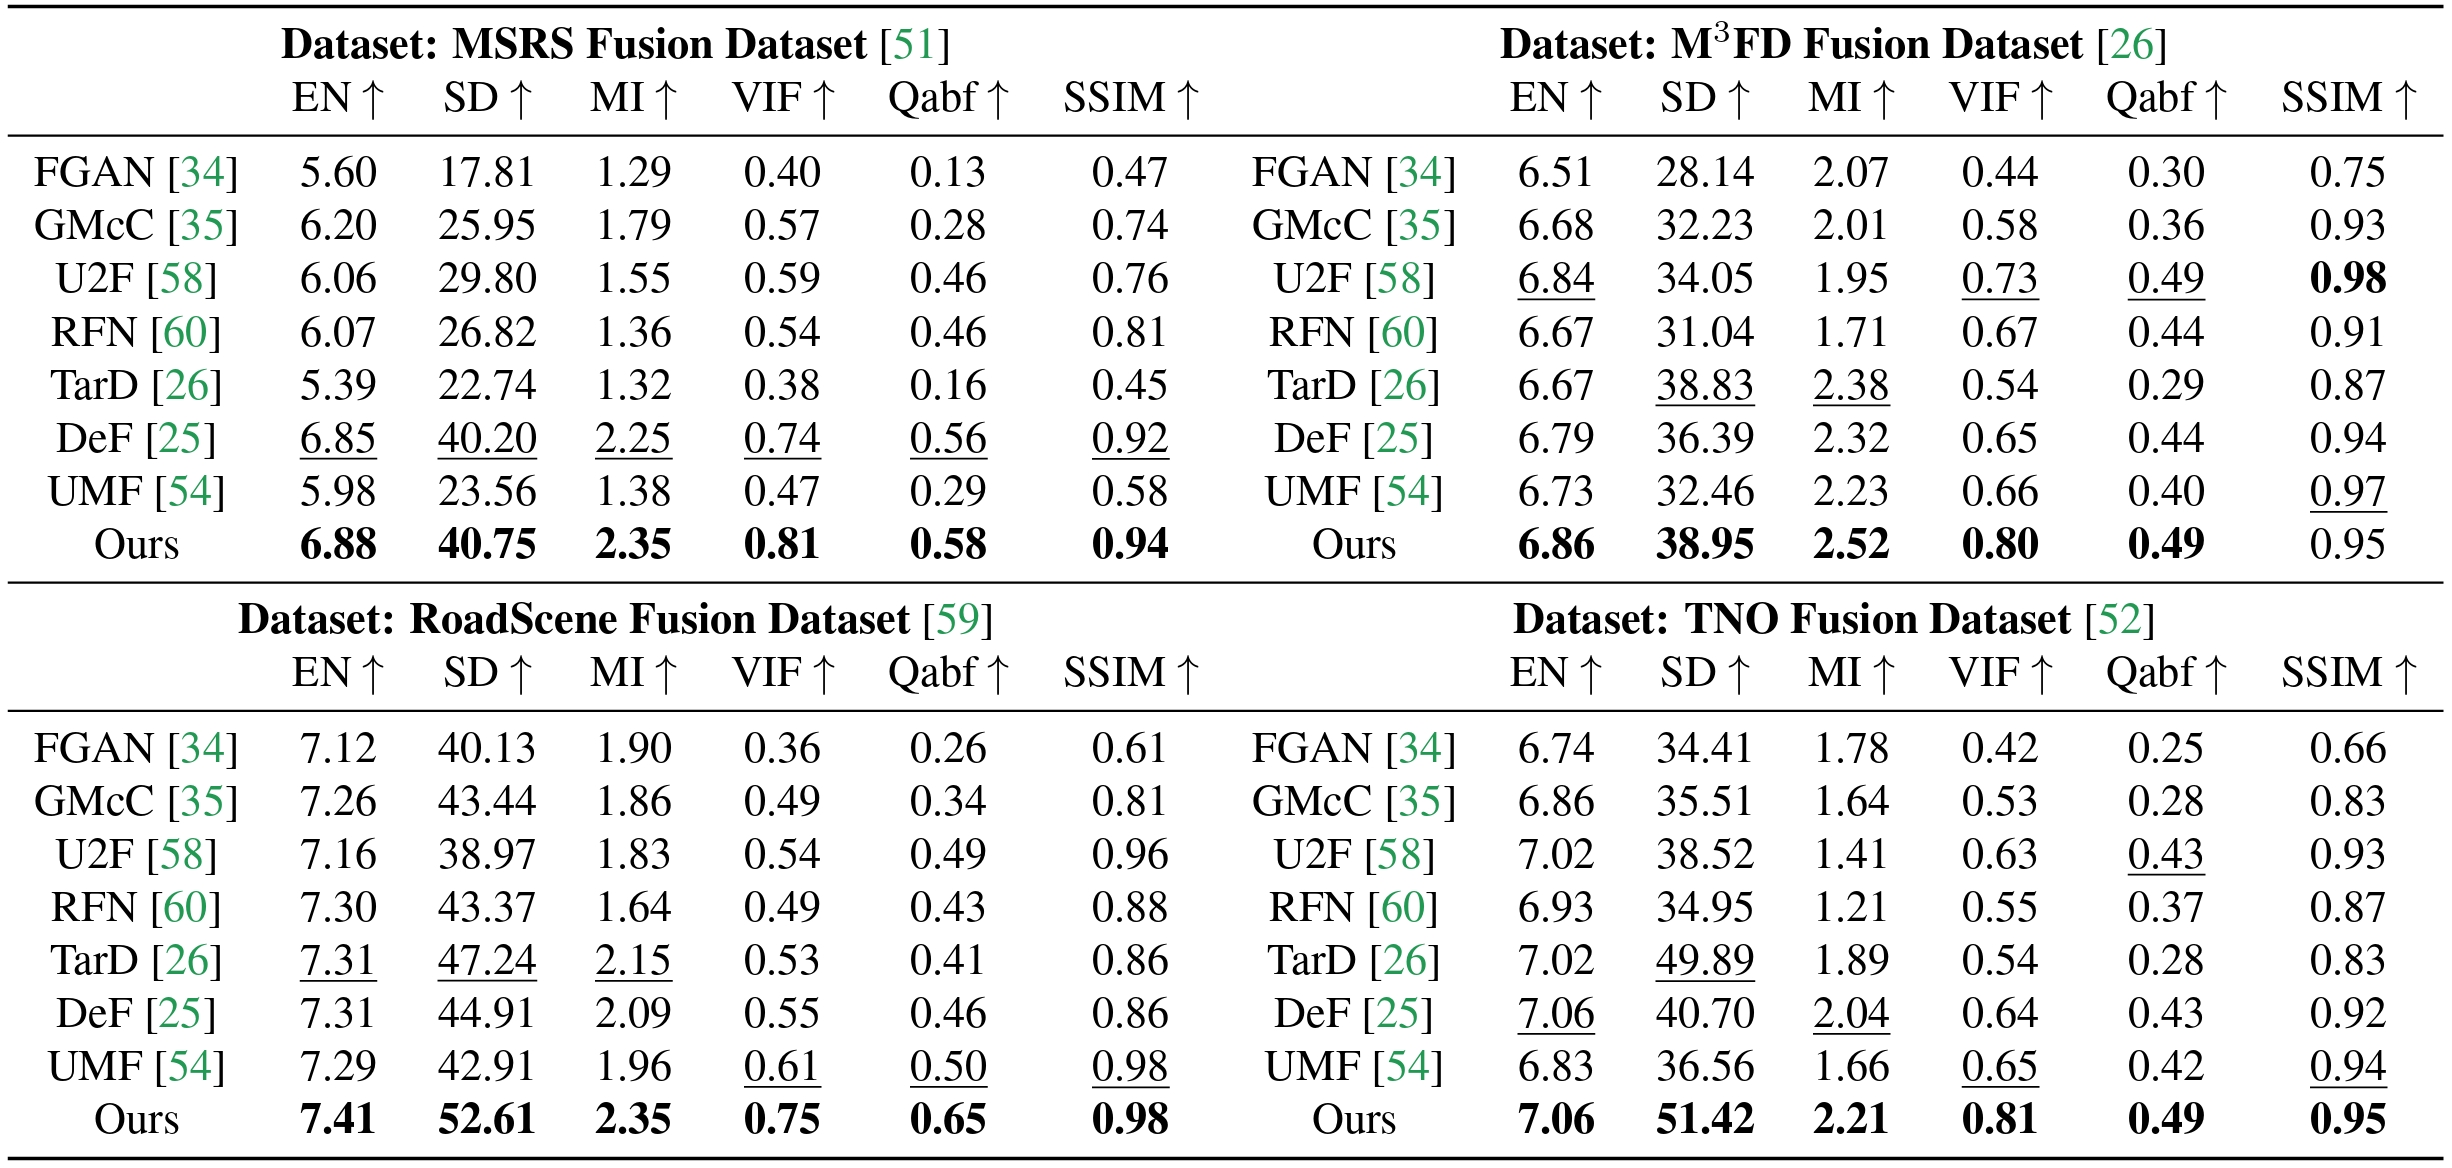 Dataset: MSRS Fusion Dataset [51] Dataset: M³FD Fusion Dataset [26]
EN ↑ SD ↑ MI ↑ VIF ↑ Qabf ↑ SSIM ↑ EN ↑ SD ↑ MI ↑ VIF ↑ Qabf ↑ SSIM ↑
FGAN [34] 5.60 17.81 1.29 0.40 0.13 0.47 FGAN [34] 6.51 28.14 2.07 0.44 0.30 0.75
GMcC [35] 6.20 25.95 1.79 0.57 0.28 0.74 GMcC [35] 6.68 32.23 2.01 0.58 0.36 0.93
U2F [58] 6.06 29.80 1.55 0.59 0.46 0.76 U2F [58] 6.84 34.05 1.95 0.73 0.49 0.98
RFN [60] 6.07 26.82 1.36 0.54 0.46 0.81 RFN [60] 6.67 31.04 1.71 0.67 0.44 0.91
TarD [26] 5.39 22.74 1.32 0.38 0.16 0.45 TarD [26] 6.67 38.83 2.38 0.54 0.29 0.87
DeF [25] 6.85 40.20 2.25 0.74 0.56 0.92 DeF [25] 6.79 36.39 2.32 0.65 0.44 0.94
UMF [54] 5.98 23.56 1.38 0.47 0.29 0.58 UMF [54] 6.73 32.46 2.23 0.66 0.40 0.97
Ours 6.88 40.75 2.35 0.81 0.58 0.94 Ours 6.86 38.95 2.52 0.80 0.49 0.95
Dataset: RoadScene Fusion Dataset [59] Dataset: TNO Fusion Dataset [52]
EN ↑ SD ↑ MI ↑ VIF ↑ Qabf ↑ SSIM ↑ EN ↑ SD ↑ MI ↑ VIF ↑ Qabf ↑ SSIM ↑
FGAN [34] 7.12 40.13 1.90 0.36 0.26 0.61 FGAN [34] 6.74 34.41 1.78 0.42 0.25 0.66
GMcC [35] 7.26 43.44 1.86 0.49 0.34 0.81 GMcC [35] 6.86 35.51 1.64 0.53 0.28 0.83
U2F [58] 7.16 38.97 1.83 0.54 0.49 0.96 U2F [58] 7.02 38.52 1.41 0.63 0.43 0.93
RFN [60] 7.30 43.37 1.64 0.49 0.43 0.88 RFN [60] 6.93 34.95 1.21 0.55 0.37 0.87
TarD [26] 7.31 47.24 2.15 0.53 0.41 0.86 TarD [26] 7.02 49.89 1.89 0.54 0.28 0.83
DeF [25] 7.31 44.91 2.09 0.55 0.46 0.86 DeF [25] 7.06 40.70 2.04 0.64 0.43 0.92
UMF [54] 7.29 42.91 1.96 0.61 0.50 0.98 UMF [54] 6.83 36.56 1.66 0.65 0.42 0.94
Ours 7.41 52.61 2.35 0.75 0.65 0.98 Ours 7.06 51.42 2.21 0.81 0.49 0.95